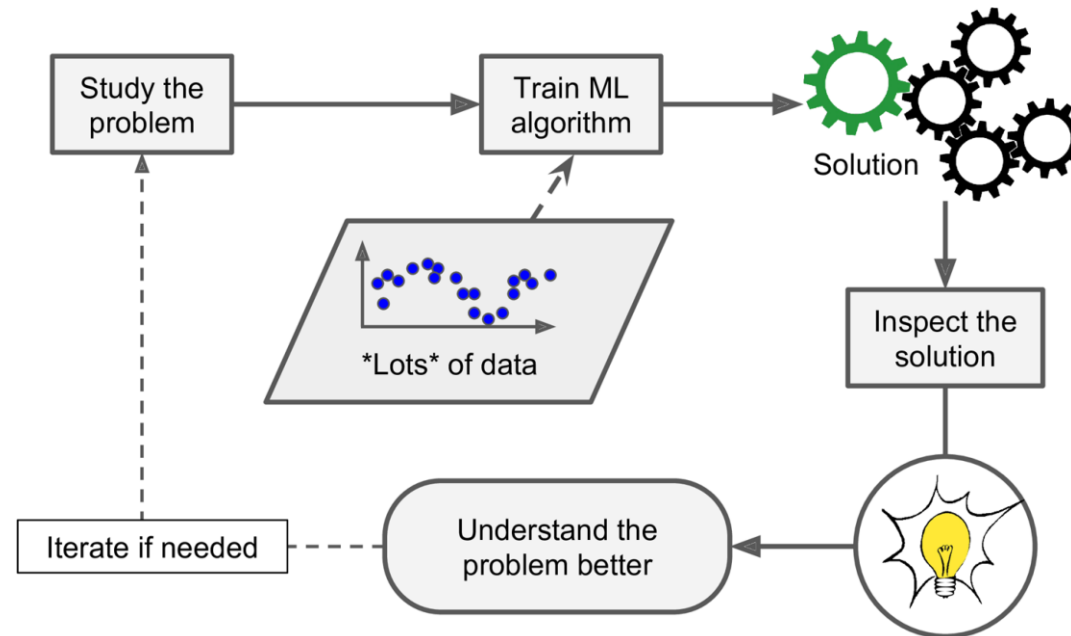 Study the
problem
Train ML
algorithm
Solution
*Lots* of data
Inspect the
solution
Understand the
problem better
Iterate if needed